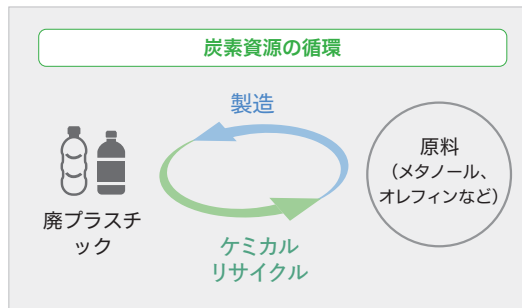 炭素資源の循環
製造
廃プラスチ
ック
原料
(メタノール、
オレフィンなど)
ケミカル
リサイクル